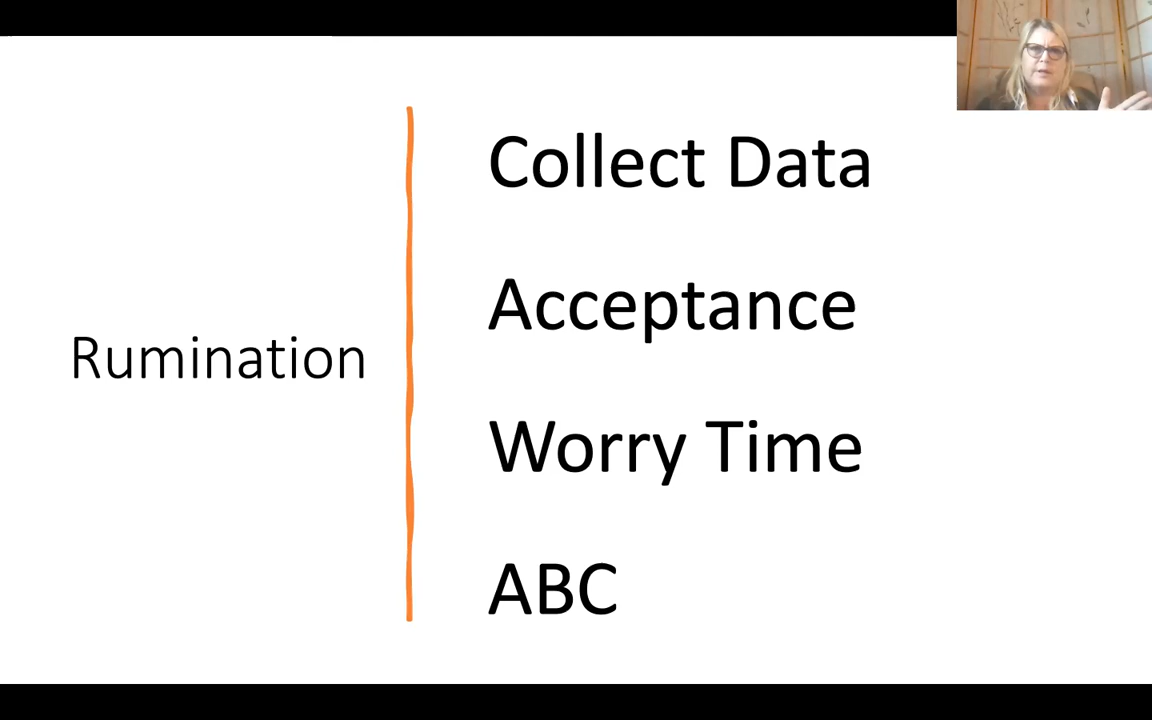 Rumination
Collect Data
Acceptance
Worry Time
ABC